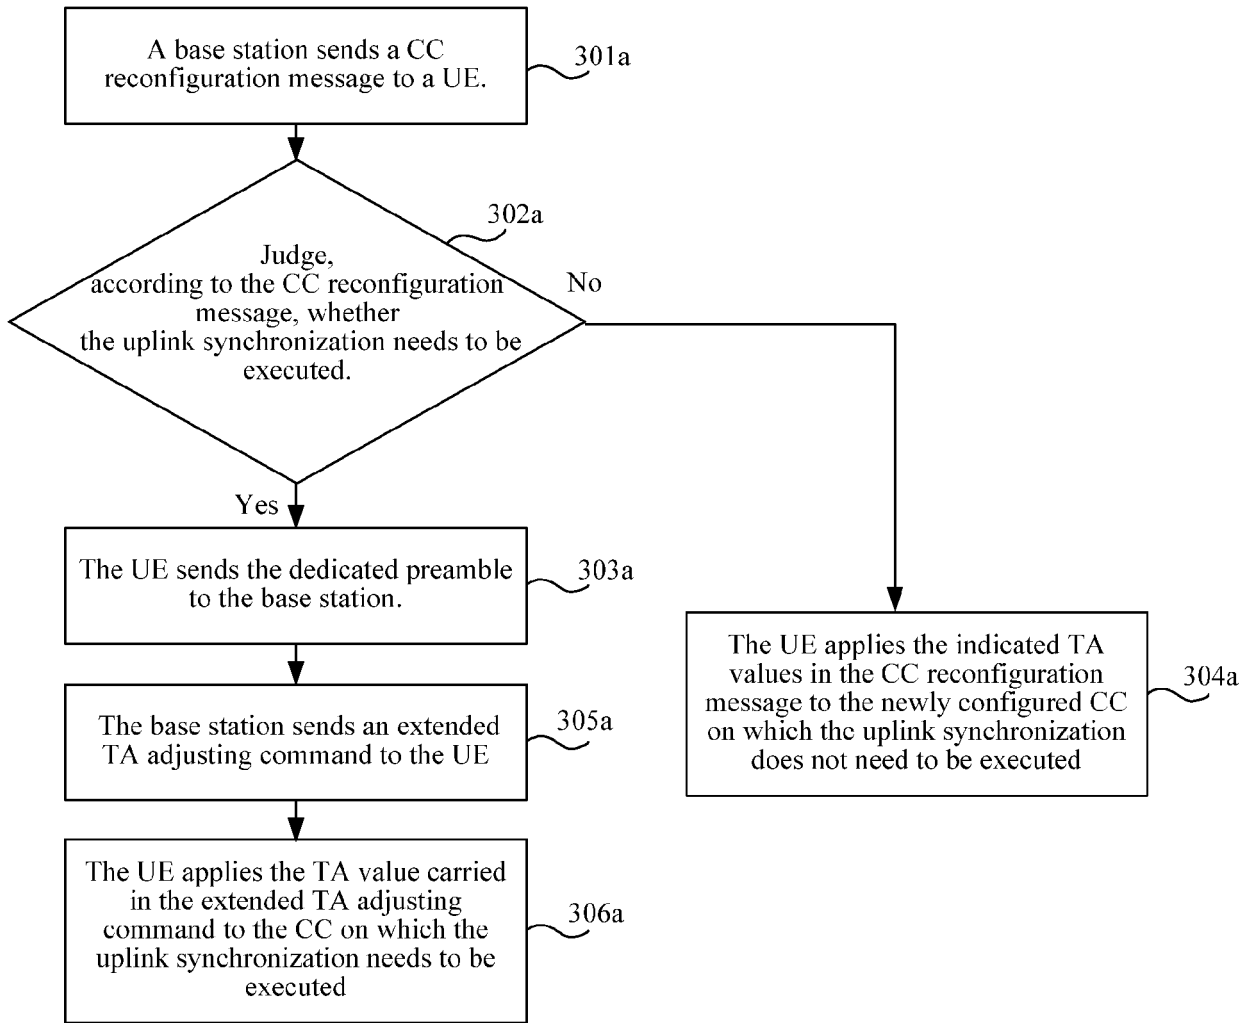 A base station sends a CC
reconfiguration message to a UE.
301a
302a
Judge,
according to the CC reconfiguration
message, whether
the uplink synchronization needs to be
executed.
No
Yes
The UE sends the dedicated preamble
to the base station.
303a
The UE applies the indicated TA
values in the CC reconfiguration
message to the newly configured CC
on which the uplink synchronization
does not need to be executed
304a
The base station sends an extended
TA adjusting command to the UE
305a
The UE applies the TA value carried
in the extended TA adjusting
command to the CC on which the
uplink synchronization needs to be
executed
306a